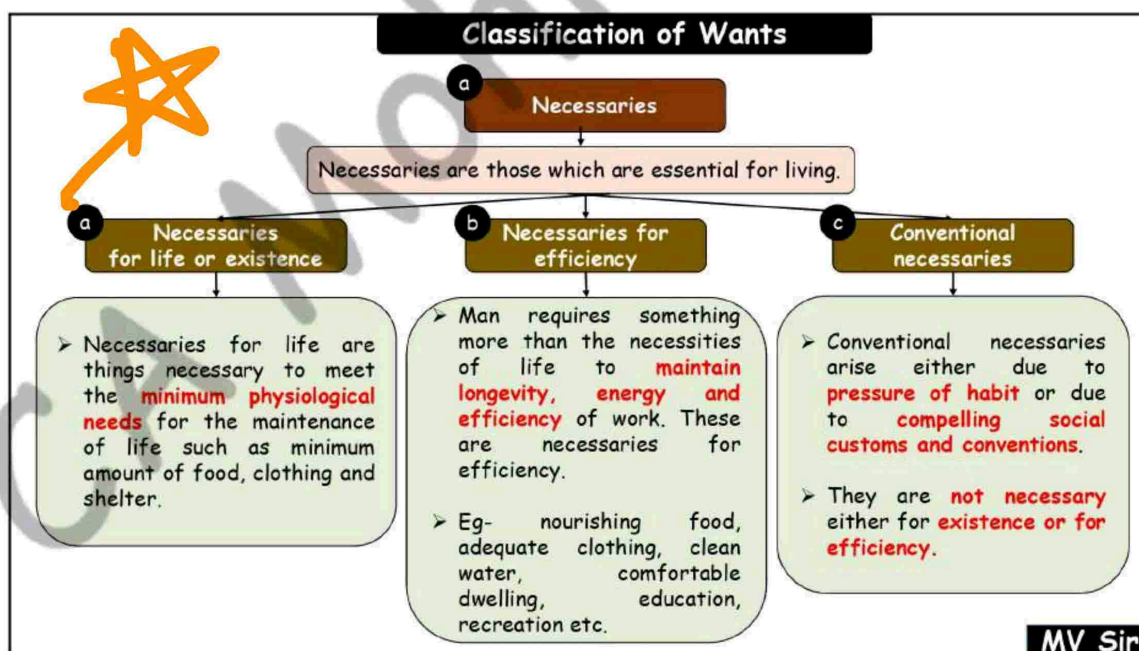 Classification of Wants
a
Necessaries
Necessaries are those which are essential for living.
a
Necessaries
for life or existence
➤ Necessaries for life are
things necessary to meet
the minimum physiological
needs for the maintenance
of life such as minimum
amount of food, clothing and
shelter.
b
Necessaries for
efficiency
➤ Man requires something
more than the necessities
of life to maintain
longevity, energy and
efficiency of work. These
are necessaries for
efficiency.
➤ Eg- nourishing food,
adequate clothing, clean
water, comfortable
dwelling, education,
recreation etc.
c
Conventional
necessaries
➤ Conventional necessaries
arise either due to
pressure of habit or due
to compelling social
customs and conventions.
➤ They are not necessary
either for existence or for
efficiency.
MV Sir
CA